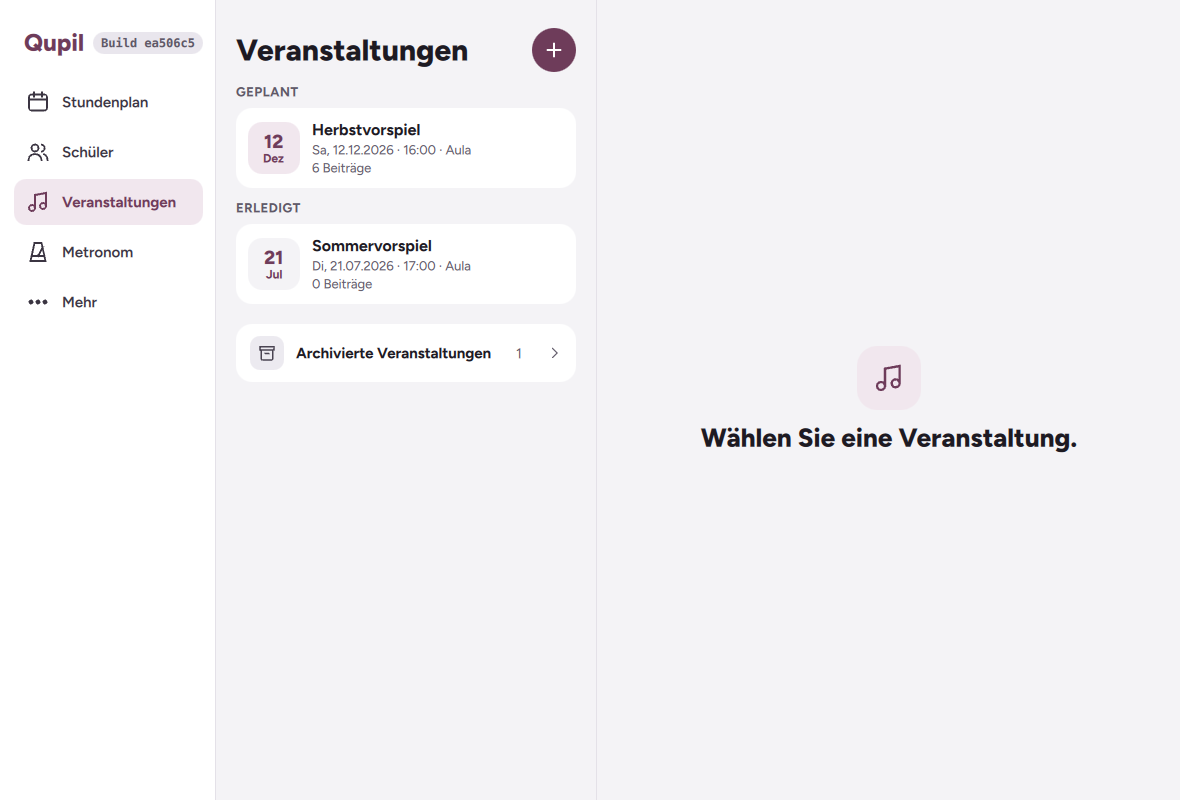 Qupil Build ea506c5
Stundenplan
Schüler
Veranstaltungen
Metronom
Mehr
Veranstaltungen
GEPLANT
12
Dez
Herbstvorspiel
Sa, 12.12.2026 · 16:00 · Aula
6 Beiträge
ERLEDIGT
21
Jul
Sommervorspiel
Di, 21.07.2026 · 17:00 · Aula
0 Beiträge
Archivierte Veranstaltungen 1
Wählen Sie eine Veranstaltung.